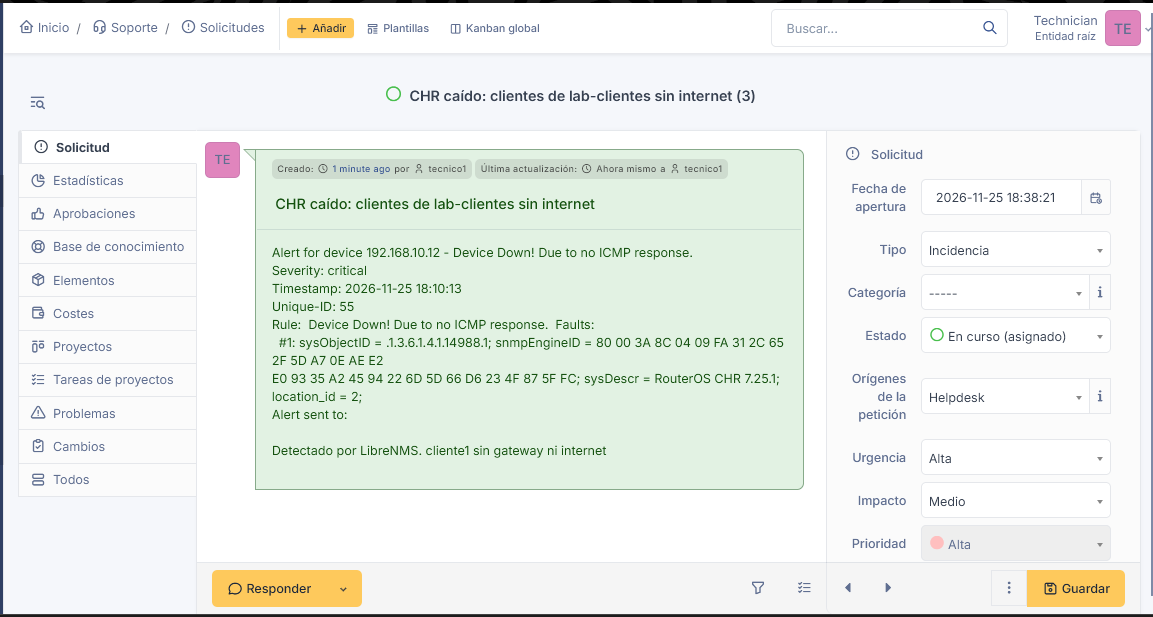 Inicio / Soporte / Solicitudes
Añadir
Plantillas
Kanban global
Buscar...
Technician
Entidad raíz
TE
CHR caído: clientes de lab-clientes sin internet (3)
Solicitud
Estadísticas
Aprobaciones
Base de conocimiento
Elementos
Costes
Proyectos
Tareas de proyectos
Problemas
Cambios
Todos
TE
Creado: 1 minute ago por tecnico1
Última actualización: Ahora mismo a tecnico1
CHR caído: clientes de lab-clientes sin internet
Alert for device 192.168.10.12 - Device Down! Due to no ICMP response.
Severity: critical
Timestamp: 2026-11-25 18:10:13
Unique-ID: 55
Rule: Device Down! Due to no ICMP response. Faults:
#1: sysObjectID = .1.3.6.1.4.1.14988.1; snmpEngineID = 80 00 3A 8C 04 09 FA 31 2C 65
2F 5D A7 0E AE E2
E0 93 35 A2 45 94 22 6D 5D 66 D6 23 4F 87 5F FC; sysDescr = RouterOS CHR 7.25.1;
location_id = 2;
Alert sent to:
Detectado por LibreNMS. cliente1 sin gateway ni internet
Responder
Solicitud
Fecha de
apertura
2026-11-25 18:38:21
Tipo
Incidencia
Categoría
-----
Estado
En curso (asignado)
Orígenes
de la
petición
Helpdesk
Urgencia
Alta
Impacto
Medio
Prioridad
Alta
Guardar